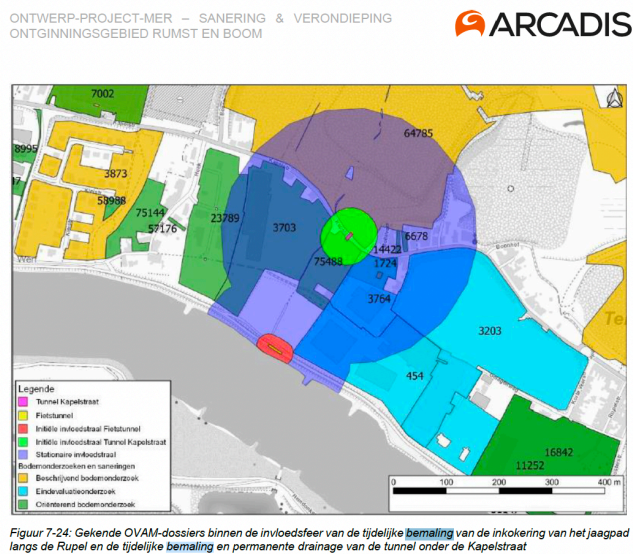 ONTWERP-PROJECT-MER – SANERING & VERONDIEPING
ONTGINNINGSGEBIED RUMST EN BOOM
ARCADIS
7002
64785
8995
3873
58988
75144
57176
23789
3703
6678
14422
75488
1724
3764
3203
454
16842
11252
Legende
Tunnel Kapelstraat
Fietstunnel
Initiële invloedstraal Fietstunnel
Initiële invloedstraal Tunnel Kapelstraat
Stationaire invloedstraal
Bodemonderzoeken en saneringen
Beschrijvend bodemonderzoek
Eindevaluatieonderzoek
Oriënterend bodemonderzoek
0 100 200 300 400 m
Figuur 7-24: Gekende OVAM-dossiers binnen de invloedsfeer van de tijdelijke bemaling van de inkokering van het jaagpad
langs de Rupel en de tijdelijke bemaling en permanente drainage van de tunnel onder de Kapelstraat